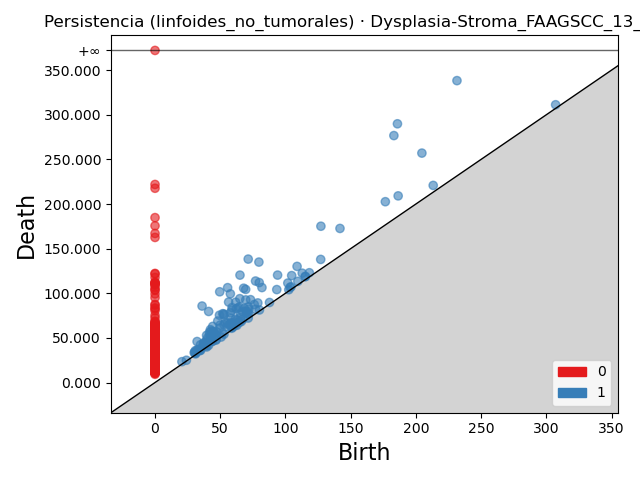 Persistencia (linfoides_no_tumorales) · Dysplasia-Stroma_FAAGSCC_13_
+∞
350.000
300.000
250.000
200.000
150.000
100.000
50.000
0.000
Death
0
1
0 50 100 150 200 250 300 350
Birth